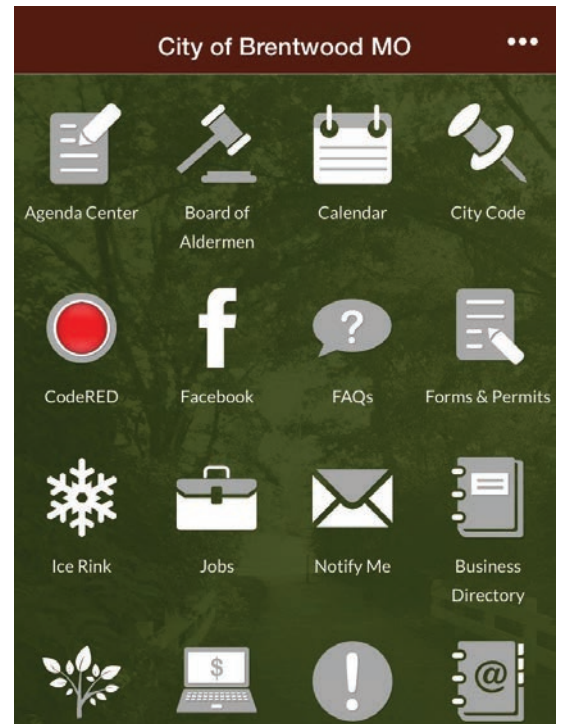 City of Brentwood MO
Agenda Center
Board of
Aldermen
Calendar
City Code
CodeRED
Facebook
FAQs
Forms & Permits
Ice Rink
Jobs
Notify Me
Business
Directory